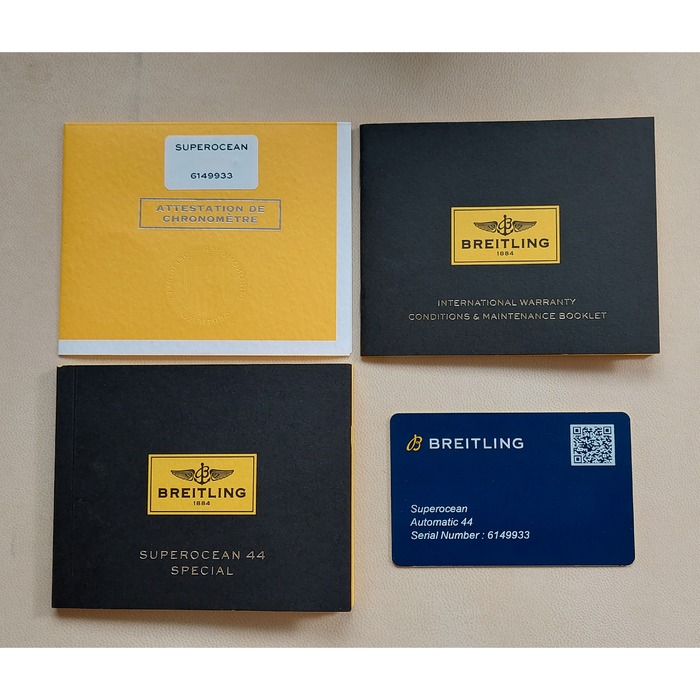 SUPEROCEAN
6149933
ATTESTATION DE
CHRONOMÈTRE
BREITLING
1884
INTERNATIONAL WARRANTY
CONDITIONS & MAINTENANCE BOOKLET
BREITLING
1884
SUPEROCEAN 44
SPECIAL
BREITLING
Superocean
Automatic 44
Serial Number : 6149933